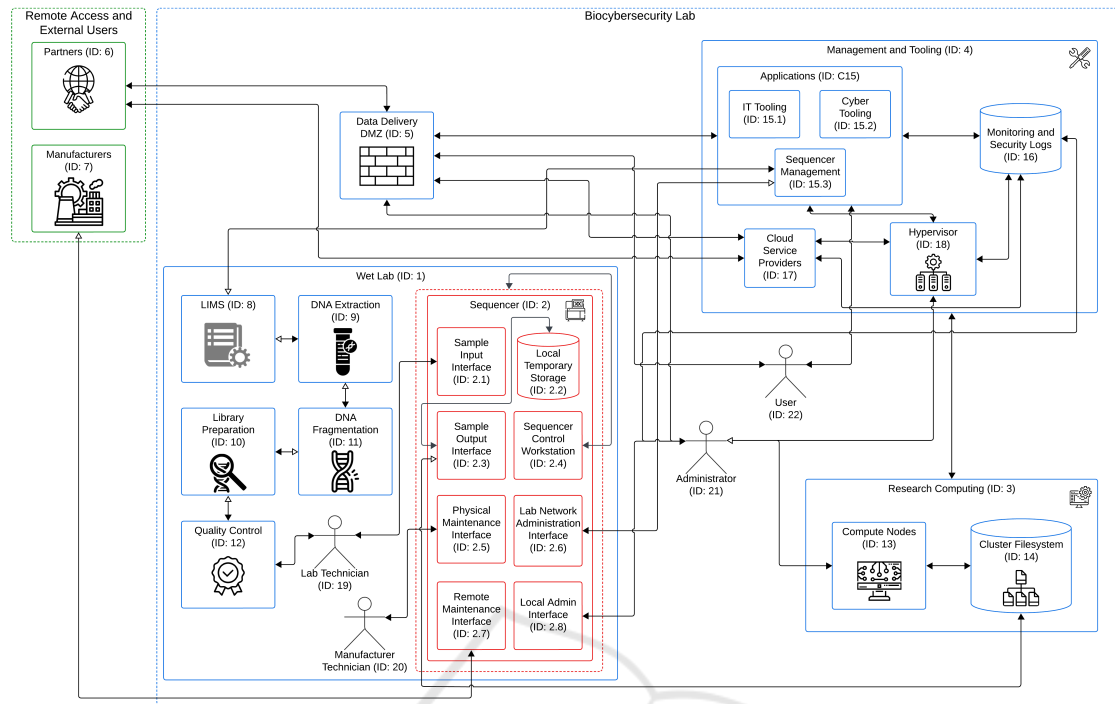 Remote Access and
External Users
Partners (ID: 6)
Manufacturers
(ID: 7)
Biocybersecurity Lab
Data Delivery
DMZ (ID: 5)
Management and Tooling (ID: 4)
Applications (ID: C15)
IT Tooling
(ID: 15.1)
Cyber
Tooling
(ID: 15.2)
Sequencer
Management
(ID: 15.3)
Monitoring and
Security Logs
(ID: 16)
Cloud
Service
Providers
(ID: 17)
Hypervisor
(ID: 18)
Wet Lab (ID: 1)
LIMS (ID: 8)
DNA Extraction
(ID: 9)
Library
Preparation
(ID: 10)
DNA
Fragmentation
(ID: 11)
Quality Control
(ID: 12)
Lab Technician
(ID: 19)
Manufacturer
Technician (ID: 20)
Sequencer (ID: 2)
Sample
Input
Interface
(ID: 2.1)
Local
Temporary
Storage
(ID: 2.2)
Sample
Output
Interface
(ID: 2.3)
Sequencer
Control
Workstation
(ID: 2.4)
Physical
Maintenance
Interface
(ID: 2.5)
Lab Network
Administration
Interface
(ID: 2.6)
Remote
Maintenance
Interface
(ID: 2.7)
Local Admin
Interface
(ID: 2.8)
User
(ID: 22)
Administrator
(ID: 21)
Research Computing (ID: 3)
Compute Nodes
(ID: 13)
Cluster Filesystem
(ID: 14)